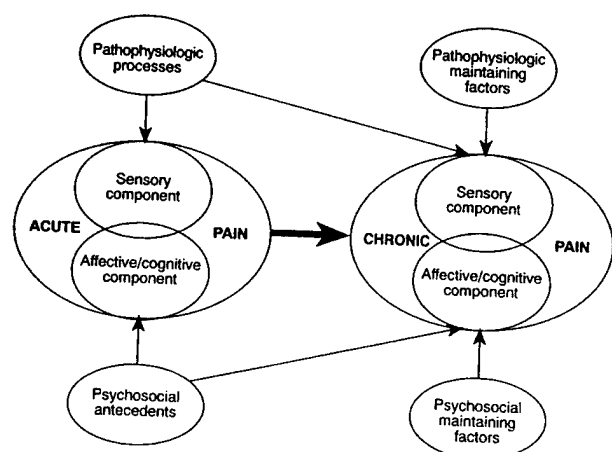 Pathophysiologic
processes
Pathophysiologic
maintaining
factors
Sensory
component
ACUTE
PAIN
Affective/cognitive
component
Sensory
component
CHRONIC
PAIN
Affective/cognitive
component
Psychosocial
antecedents
Psychosocial
maintaining
factors